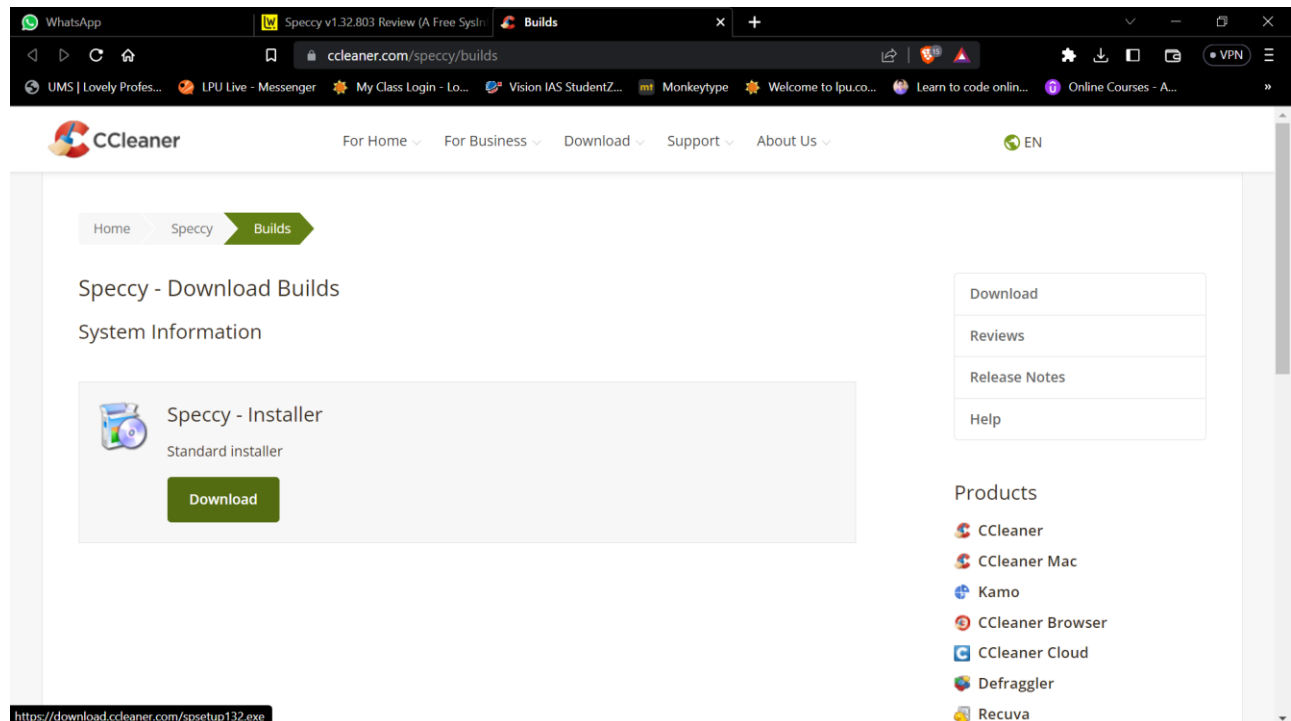 WhatsApp
Speccy v1.32.803 Review (A Free SysIn
Builds
ccleaner.com/speccy/builds
15
VPN
UMS | Lovely Profes...
LPU Live - Messenger
My Class Login - Lo...
Vision IAS StudentZ...
mt Monkeytype
Welcome to lpu.co...
Learn to code onlin...
Online Courses - A...
»
CCleaner
For Home
For Business
Download
Support
About Us
EN
Home
Speccy
Builds
Speccy - Download Builds
System Information
Speccy - Installer
Standard installer
Download
Download
Reviews
Release Notes
Help
Products
CCleaner
CCleaner Mac
Kamo
CCleaner Browser
CCleaner Cloud
Defraggler
Recuva
https://download.ccleaner.com/spsetup132.exe